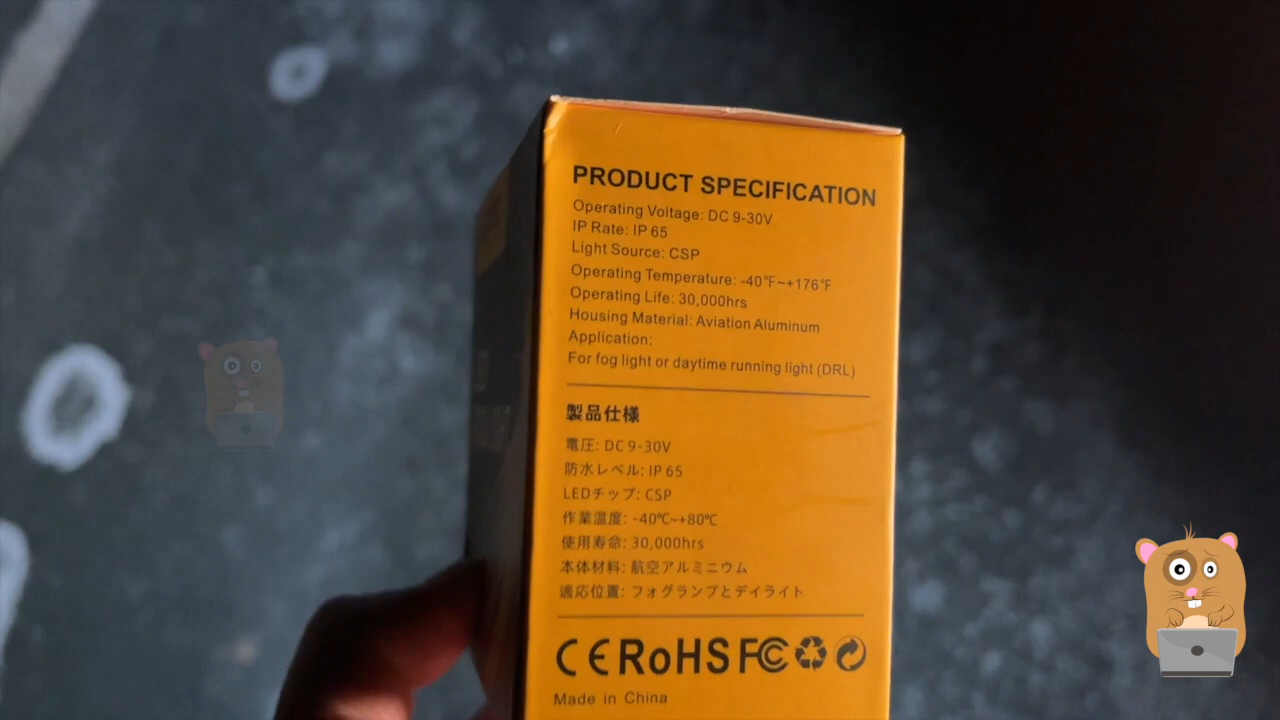 PRODUCT SPECIFICATION
Operating Voltage: DC 9-30V
IP Rate: IP 65
Light Source: CSP
Operating Temperature: -40°F~+176°F
Operating Life: 30,000hrs
Housing Material: Aviation Aluminum
Application:
For fog light or daytime running light (DRL)
製品仕様
電圧: DC 9-30V
防水レベル: IP 65
LEDチップ: CSP
作業温度: -40℃~+80℃
使用寿命: 30,000hrs
本体材料: 航空アルミニウム
適応位置: フォグランプとデイライト
CE RoHS FC
Made in China